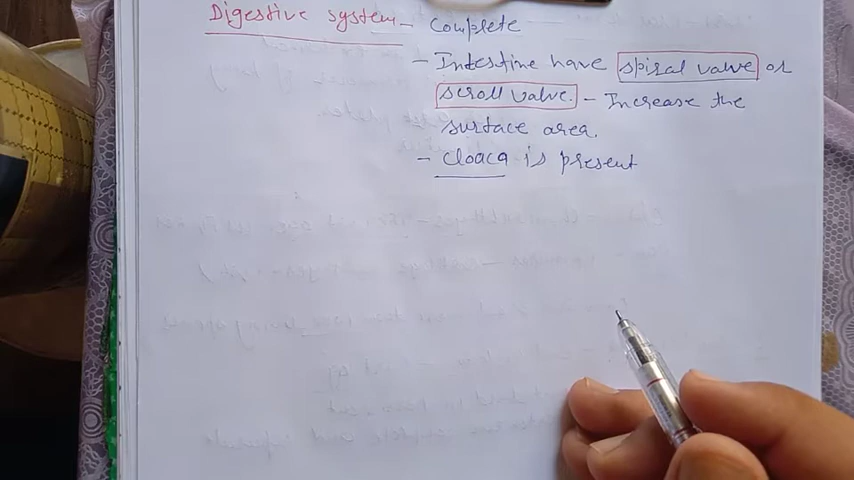 Digestive system - Complete
- Intestine have spiral valve or
scroll valve. - Increase the
surface area.
- Cloaca is present